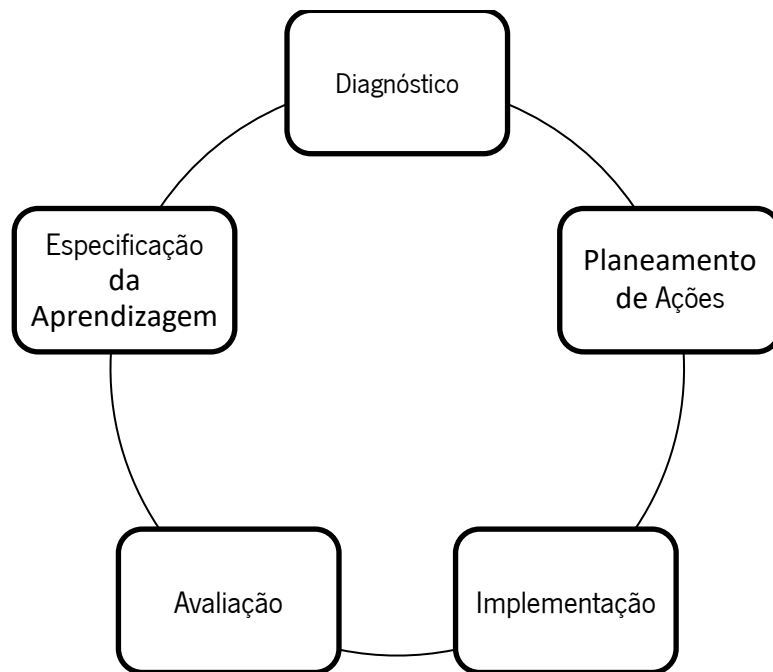 Diagnóstico
Planeamento
de Ações
Implementação
Avaliação
Especificação
da
Aprendizagem